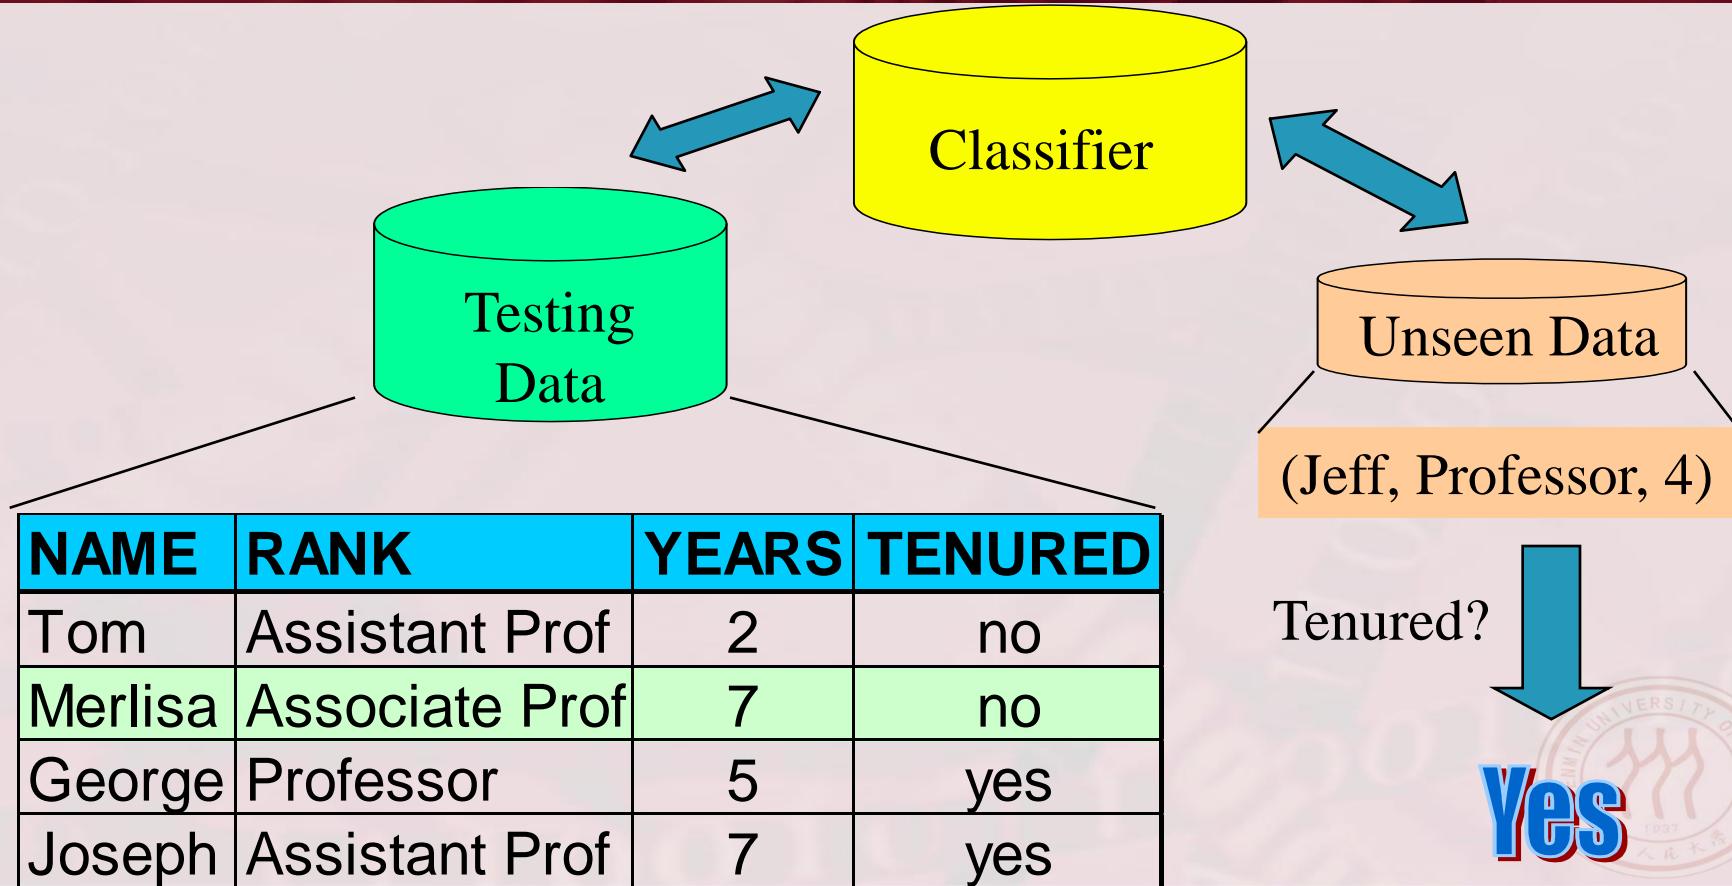 Classifier
Testing
Data
Unseen Data
(Jeff, Professor, 4)
NAME RANK YEARS TENURED
Tom Assistant Prof 2 no
Merlisa Associate Prof 7 no
George Professor 5 yes
Joseph Assistant Prof 7 yes
Tenured?
Yes
1937